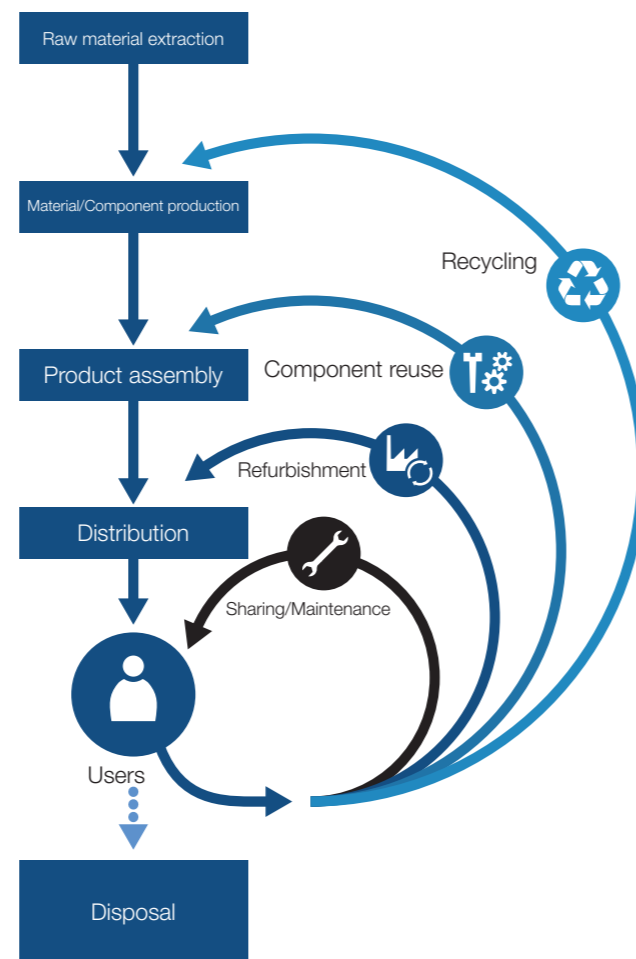 Raw material extraction
Material/Component production
Recycling
Product assembly
Component reuse
Refurbishment
Distribution
Sharing/Maintenance
Users
Disposal